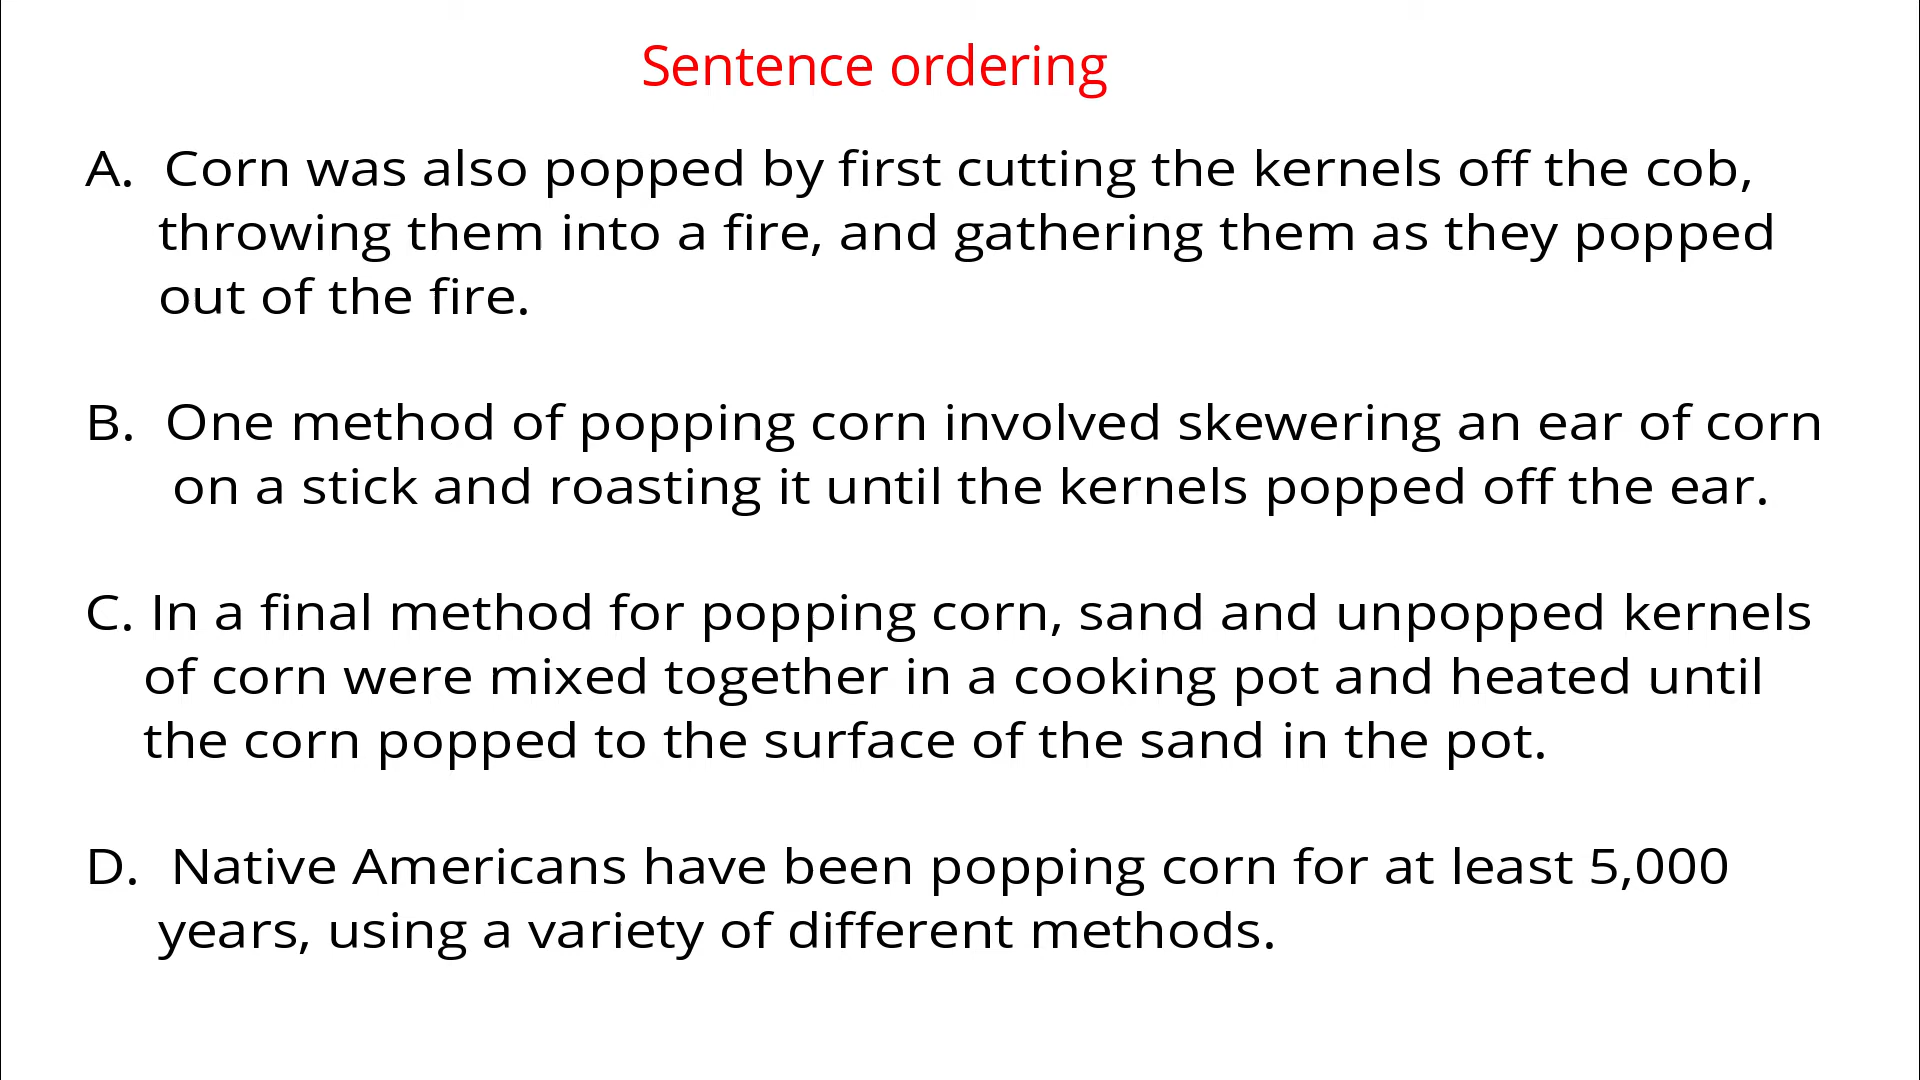 Sentence ordering
A. Corn was also popped by first cutting the kernels off the cob,
throwing them into a fire, and gathering them as they popped
out of the fire.
B. One method of popping corn involved skewering an ear of corn
on a stick and roasting it until the kernels popped off the ear.
C. In a final method for popping corn, sand and unpopped kernels
of corn were mixed together in a cooking pot and heated until
the corn popped to the surface of the sand in the pot.
D. Native Americans have been popping corn for at least 5,000
years, using a variety of different methods.